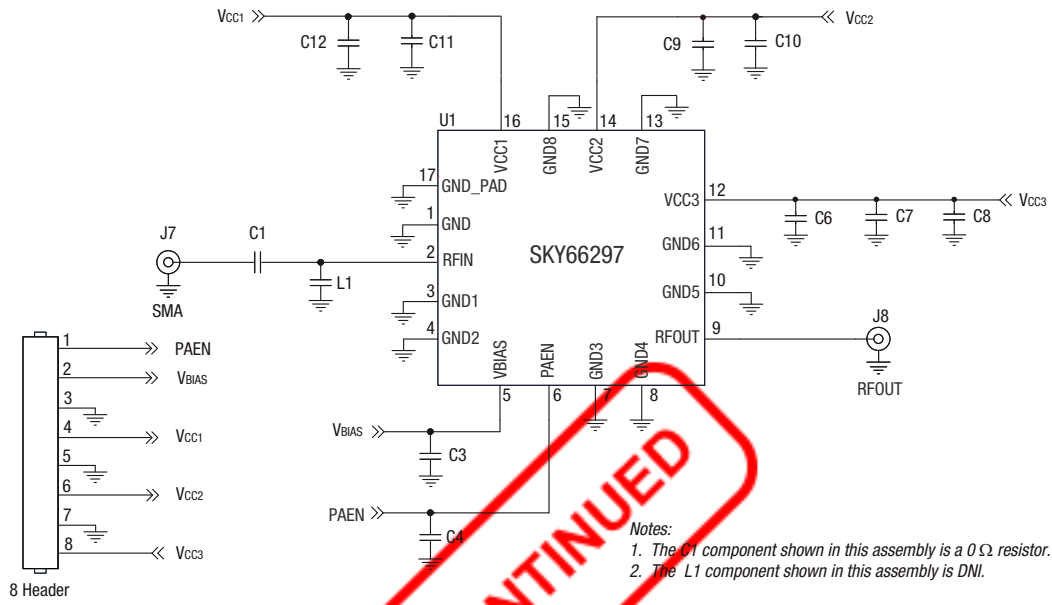 VCC1
VCC2
C12
C11
C9
C10
U1
16
15
14
13
VCC1
GND8
VCC2
GND7
17
GND_PAD
1
GND
2
RFIN
3
GND1
4
GND2
SKY66297
VCC3
12
GND6
11
GND5
10
RFOUT
9
VCC3
C6
C7
C8
J7
C1
L1
SMA
J8
RFOUT
VBIAS
PAEN
GND3
GND4
5
6
7
8
1
PAEN
2
VBIAS
3
4
VCC1
5
6
VCC2
7
8
VCC3
8 Header
VBIAS
C3
PAEN
C4
NTINUED
Notes:
1. The C1 component shown in this assembly is a 0 Ω resistor.
2. The L1 component shown in this assembly is DNI.